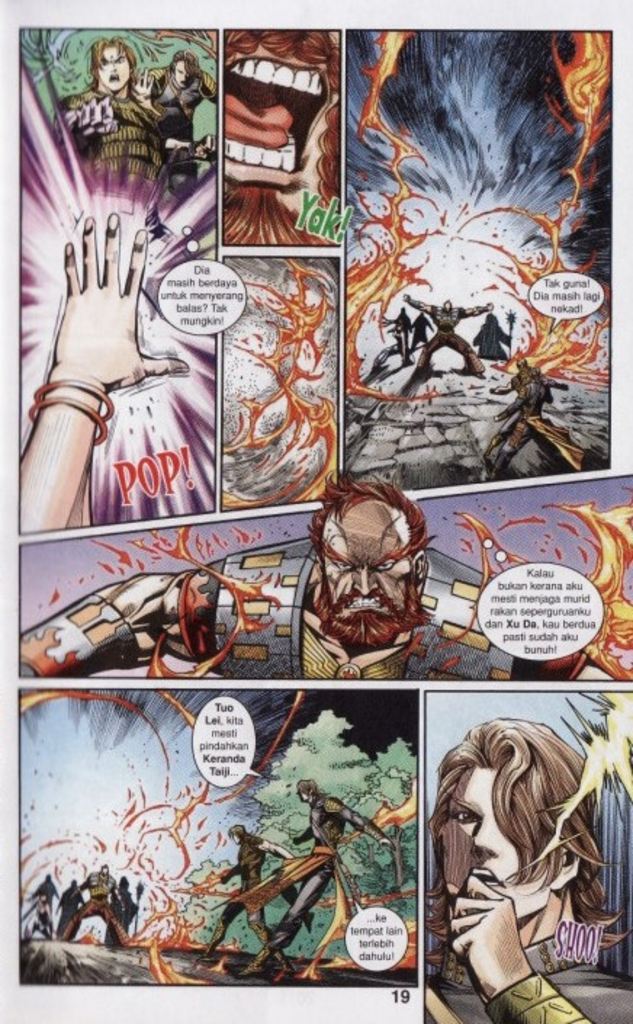 Dia
masih berdaya
untuk menyerang
balas? Tak
mungkin!
POP!
Yak!
Tak guna!
Dia masih lagi
nekad!
Kalau
bukan kerana aku
mesti menjaga murid
rakan seperguruanku
dan Xu Da, kau berdua
pasti sudah aku
bunuh!
Tuo
Lei, kita
mesti
pindahkan
Keranda
Taiji...
...ke
tempat lain
terlebih
dahulu!
SHOO!
19